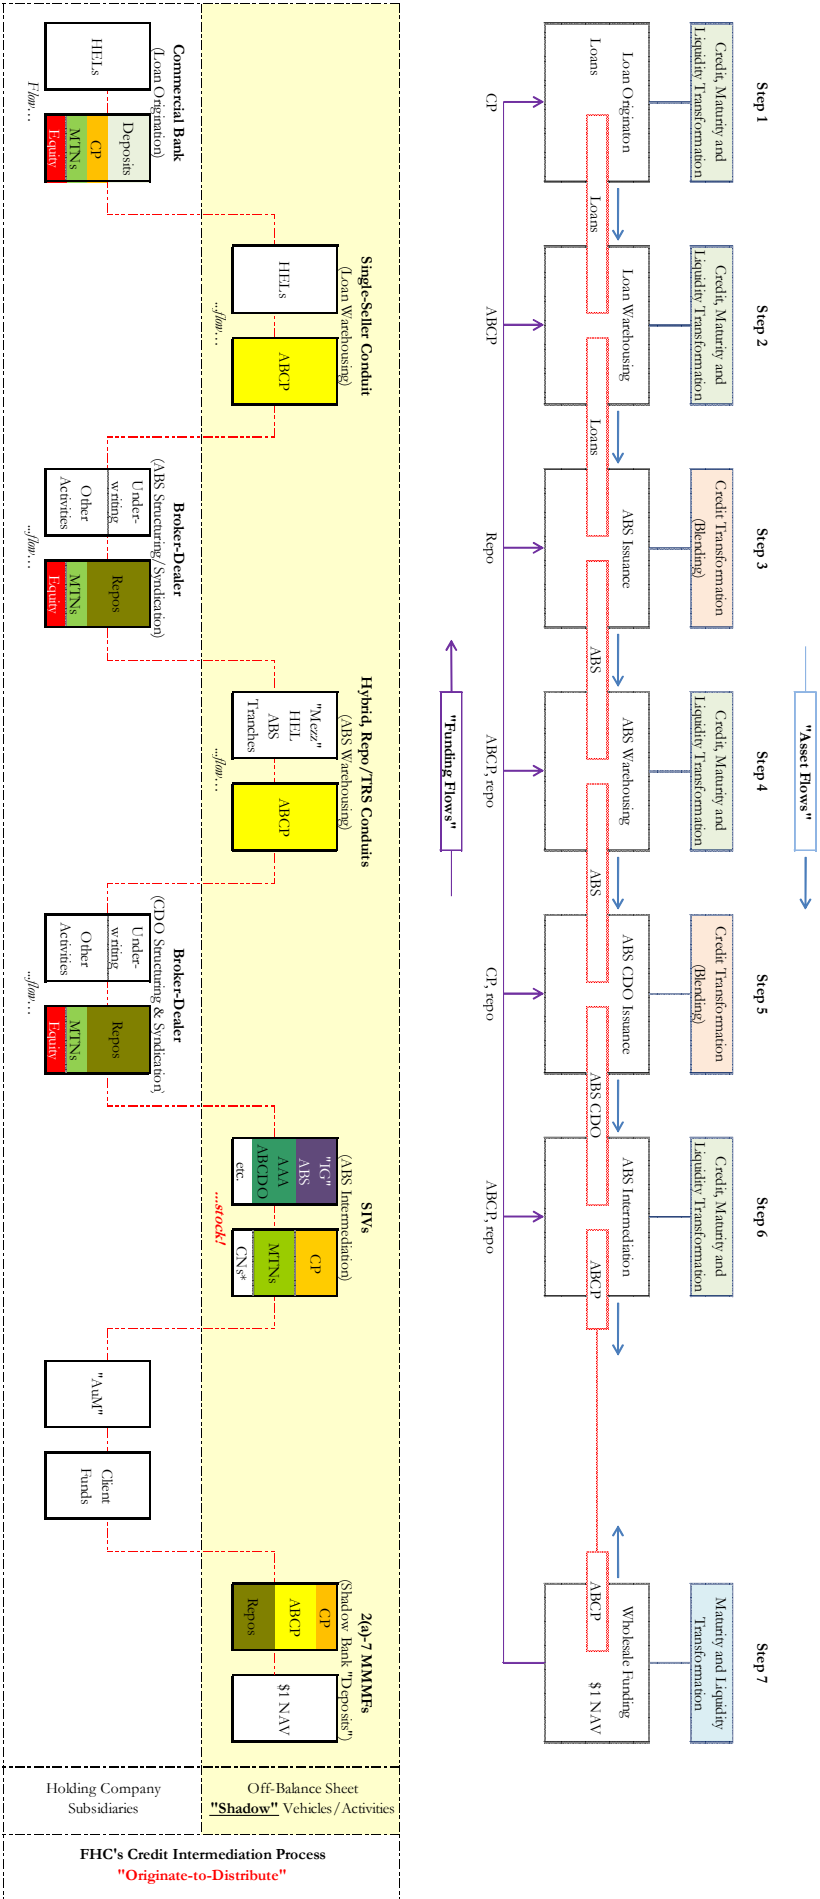 Step 1
Step 2
Step 3
Step 4
Step 5
Step 6
Step 7
"Asset Flows"
Credit, Maturity and
Liquidity Transformation
Credit, Maturity and
Liquidity Transformation
Credit Transformation
(Blending)
Credit, Maturity and
Liquidity Transformation
Credit Transformation
(Blending)
Credit, Maturity and
Liquidity Transformation
Maturity and Liquidity
Transformation
Loan Originaton
Loans
Loans
Loan Warehousing
Loans
ABS Issuance
ABS
ABS Warehousing
ABS
ABS CDO Issuance
ABS CDO
ABS Intermediation
ABCP
ABCP
Wholesale Funding
$1 NAV
CP
ABCP
Repo
ABCP, repo
CP, repo
ABCP, repo
"Funding Flows"
Single-Seller Conduit
(Loan Warehousing)
HELs
ABCP
...flow...
Hybrid, Repo/TRS Conduits
(ABS Warehousing)
"Mezz"
HEL
ABS
Tranches
ABCP
...flow...
SIVs
(ABS Intermediation)
"IG"
ABS
AAA
ABCDO
etc.
CP
MTNs
CNs*
...stock!
2(a)-7 MMMFs
(Shadow Bank "Deposits")
CP
ABCP
Repos
$1 NAV
Commercial Bank
(Loan Origination)
HELs
Deposits
CP
MTNs
Equity
Flow...
Broker-Dealer
(ABS Structuring/Syndication)
Under-
writing
Other
Activities
Repos
MTNs
Equity
...flow...
Broker-Dealer
(CDO Structuring & Syndication)
Under-
writing
Other
Activities
Repos
MTNs
Equity
...flow...
"AuM"
Client
Funds
Holding Company
Subsidiaries
Off-Balance Sheet
"Shadow" Vehicles/Activities
FHC's Credit Intermediation Process
"Originate-to-Distribute"